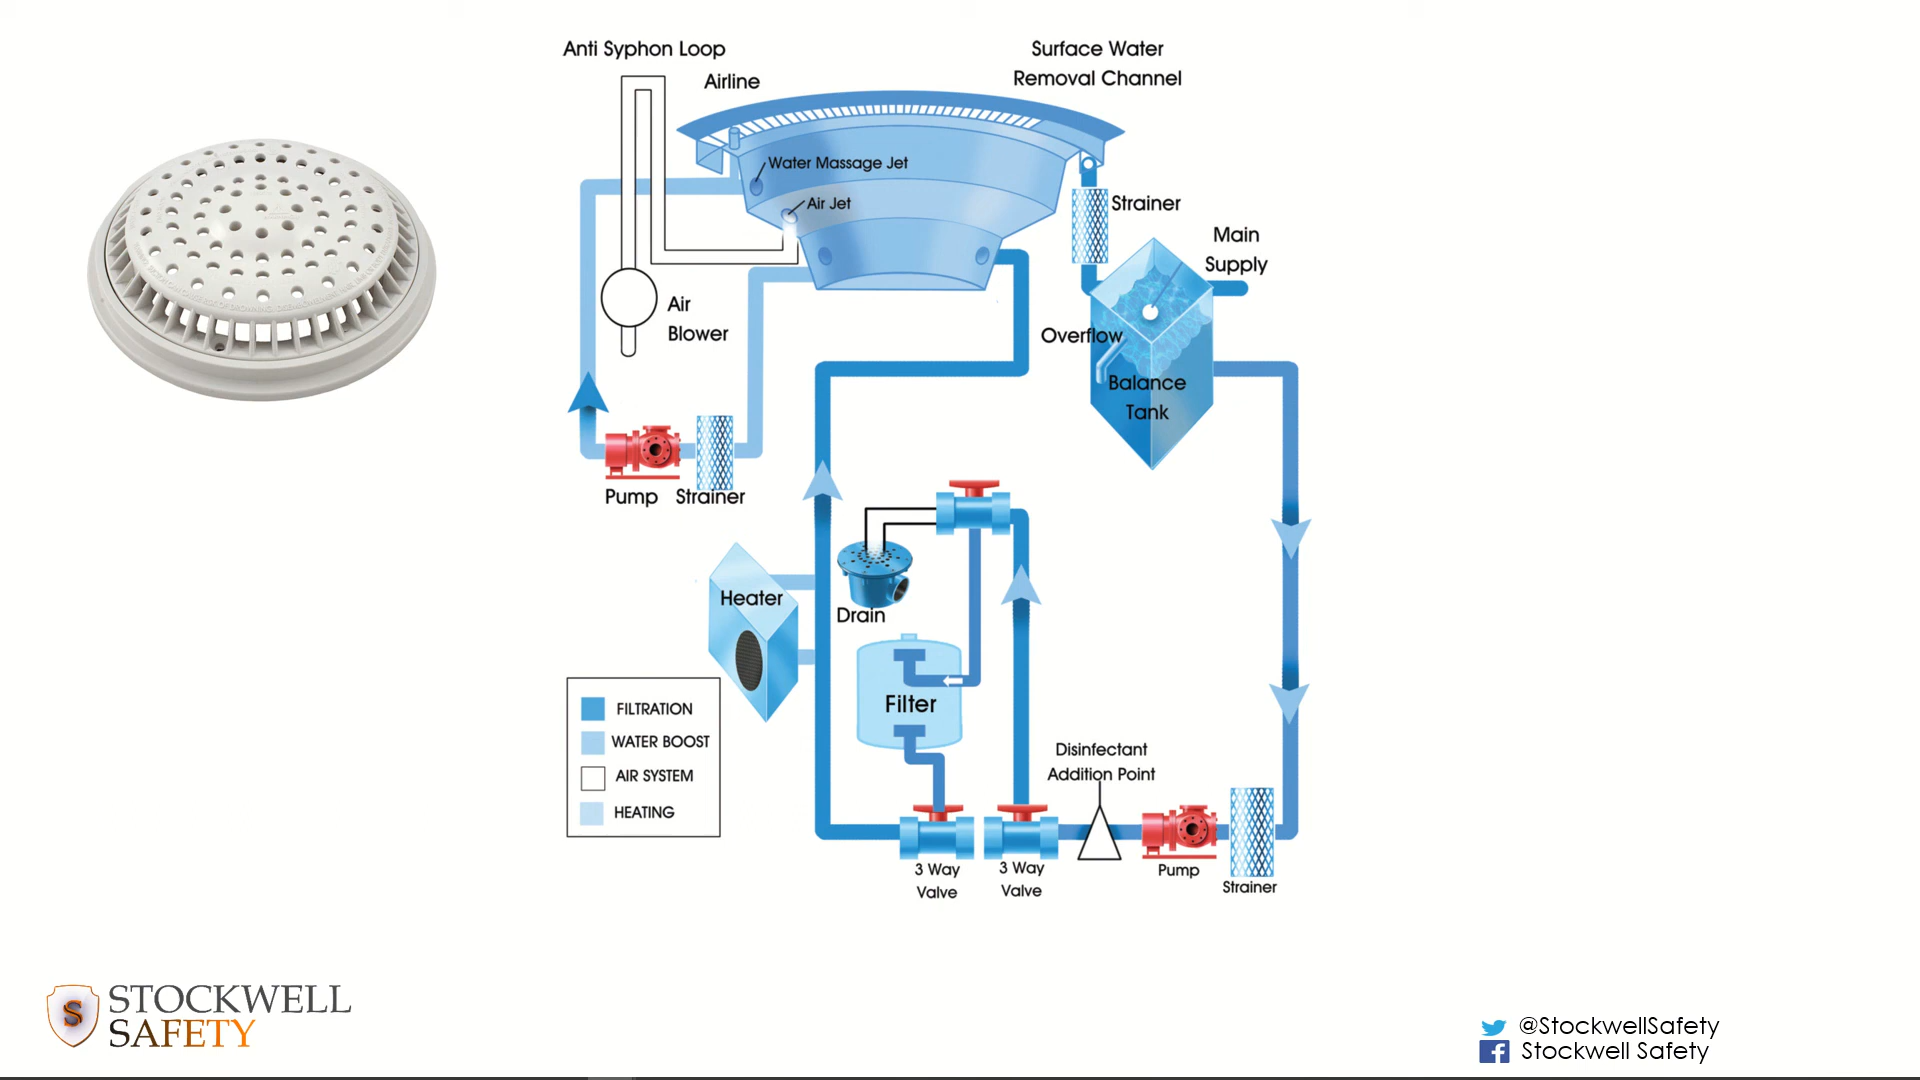 Anti Syphon Loop
Airline
Surface Water
Removal Channel
Water Massage Jet
Air Jet
Strainer
Main
Supply
Air
Blower
Overflow
Balance
Tank
Pump
Strainer
Drain
Heater
Filter
FILTRATION
WATER BOOST
AIR SYSTEM
HEATING
Disinfectant
Addition Point
3 Way
Valve
3 Way
Valve
Pump
Strainer
S
STOCKWELL
SAFETY
@StockwellSafety
Stockwell Safety